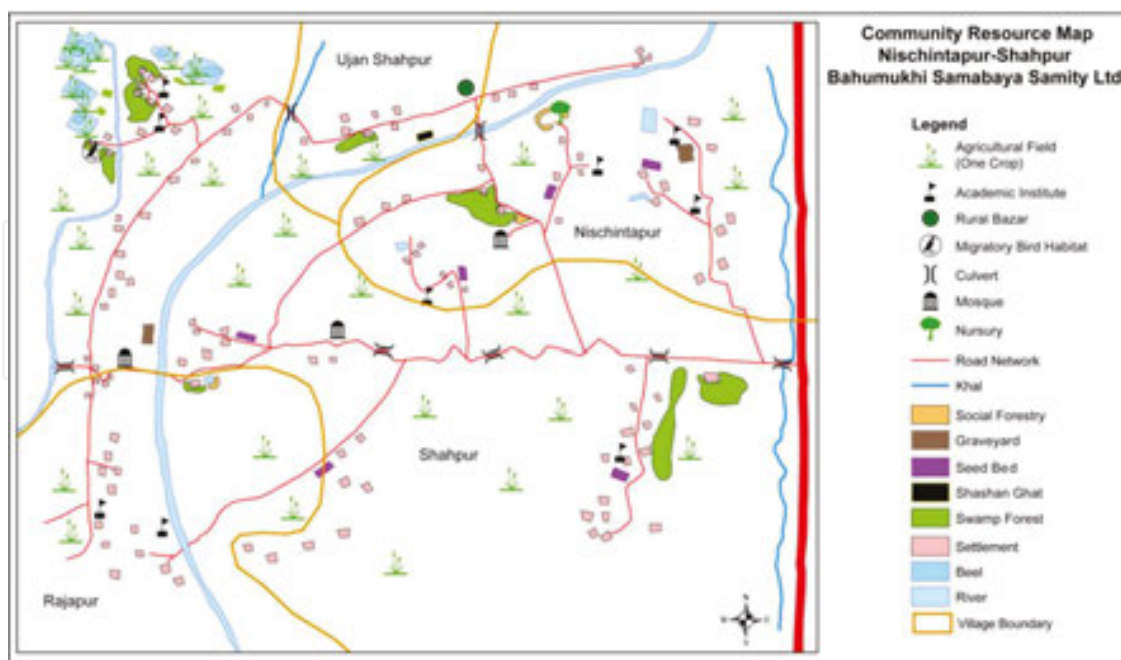 Community Resource Map
Nischintapur-Shahpur
Bahumukhi Samabaya Samity Ltd
Ujan Shahpur
Nischintapur
Shahpur
Rajapur
Legend
Agricultural Field
(One Crop)
Academic Institute
Rural Bazar
Migratory Bird Habitat
Culvert
Mosque
Nursury
Road Network
Khal
Social Forestry
Graveyard
Seed Bed
Shashan Ghat
Swamp Forest
Settlement
Beel
River
Village Boundary